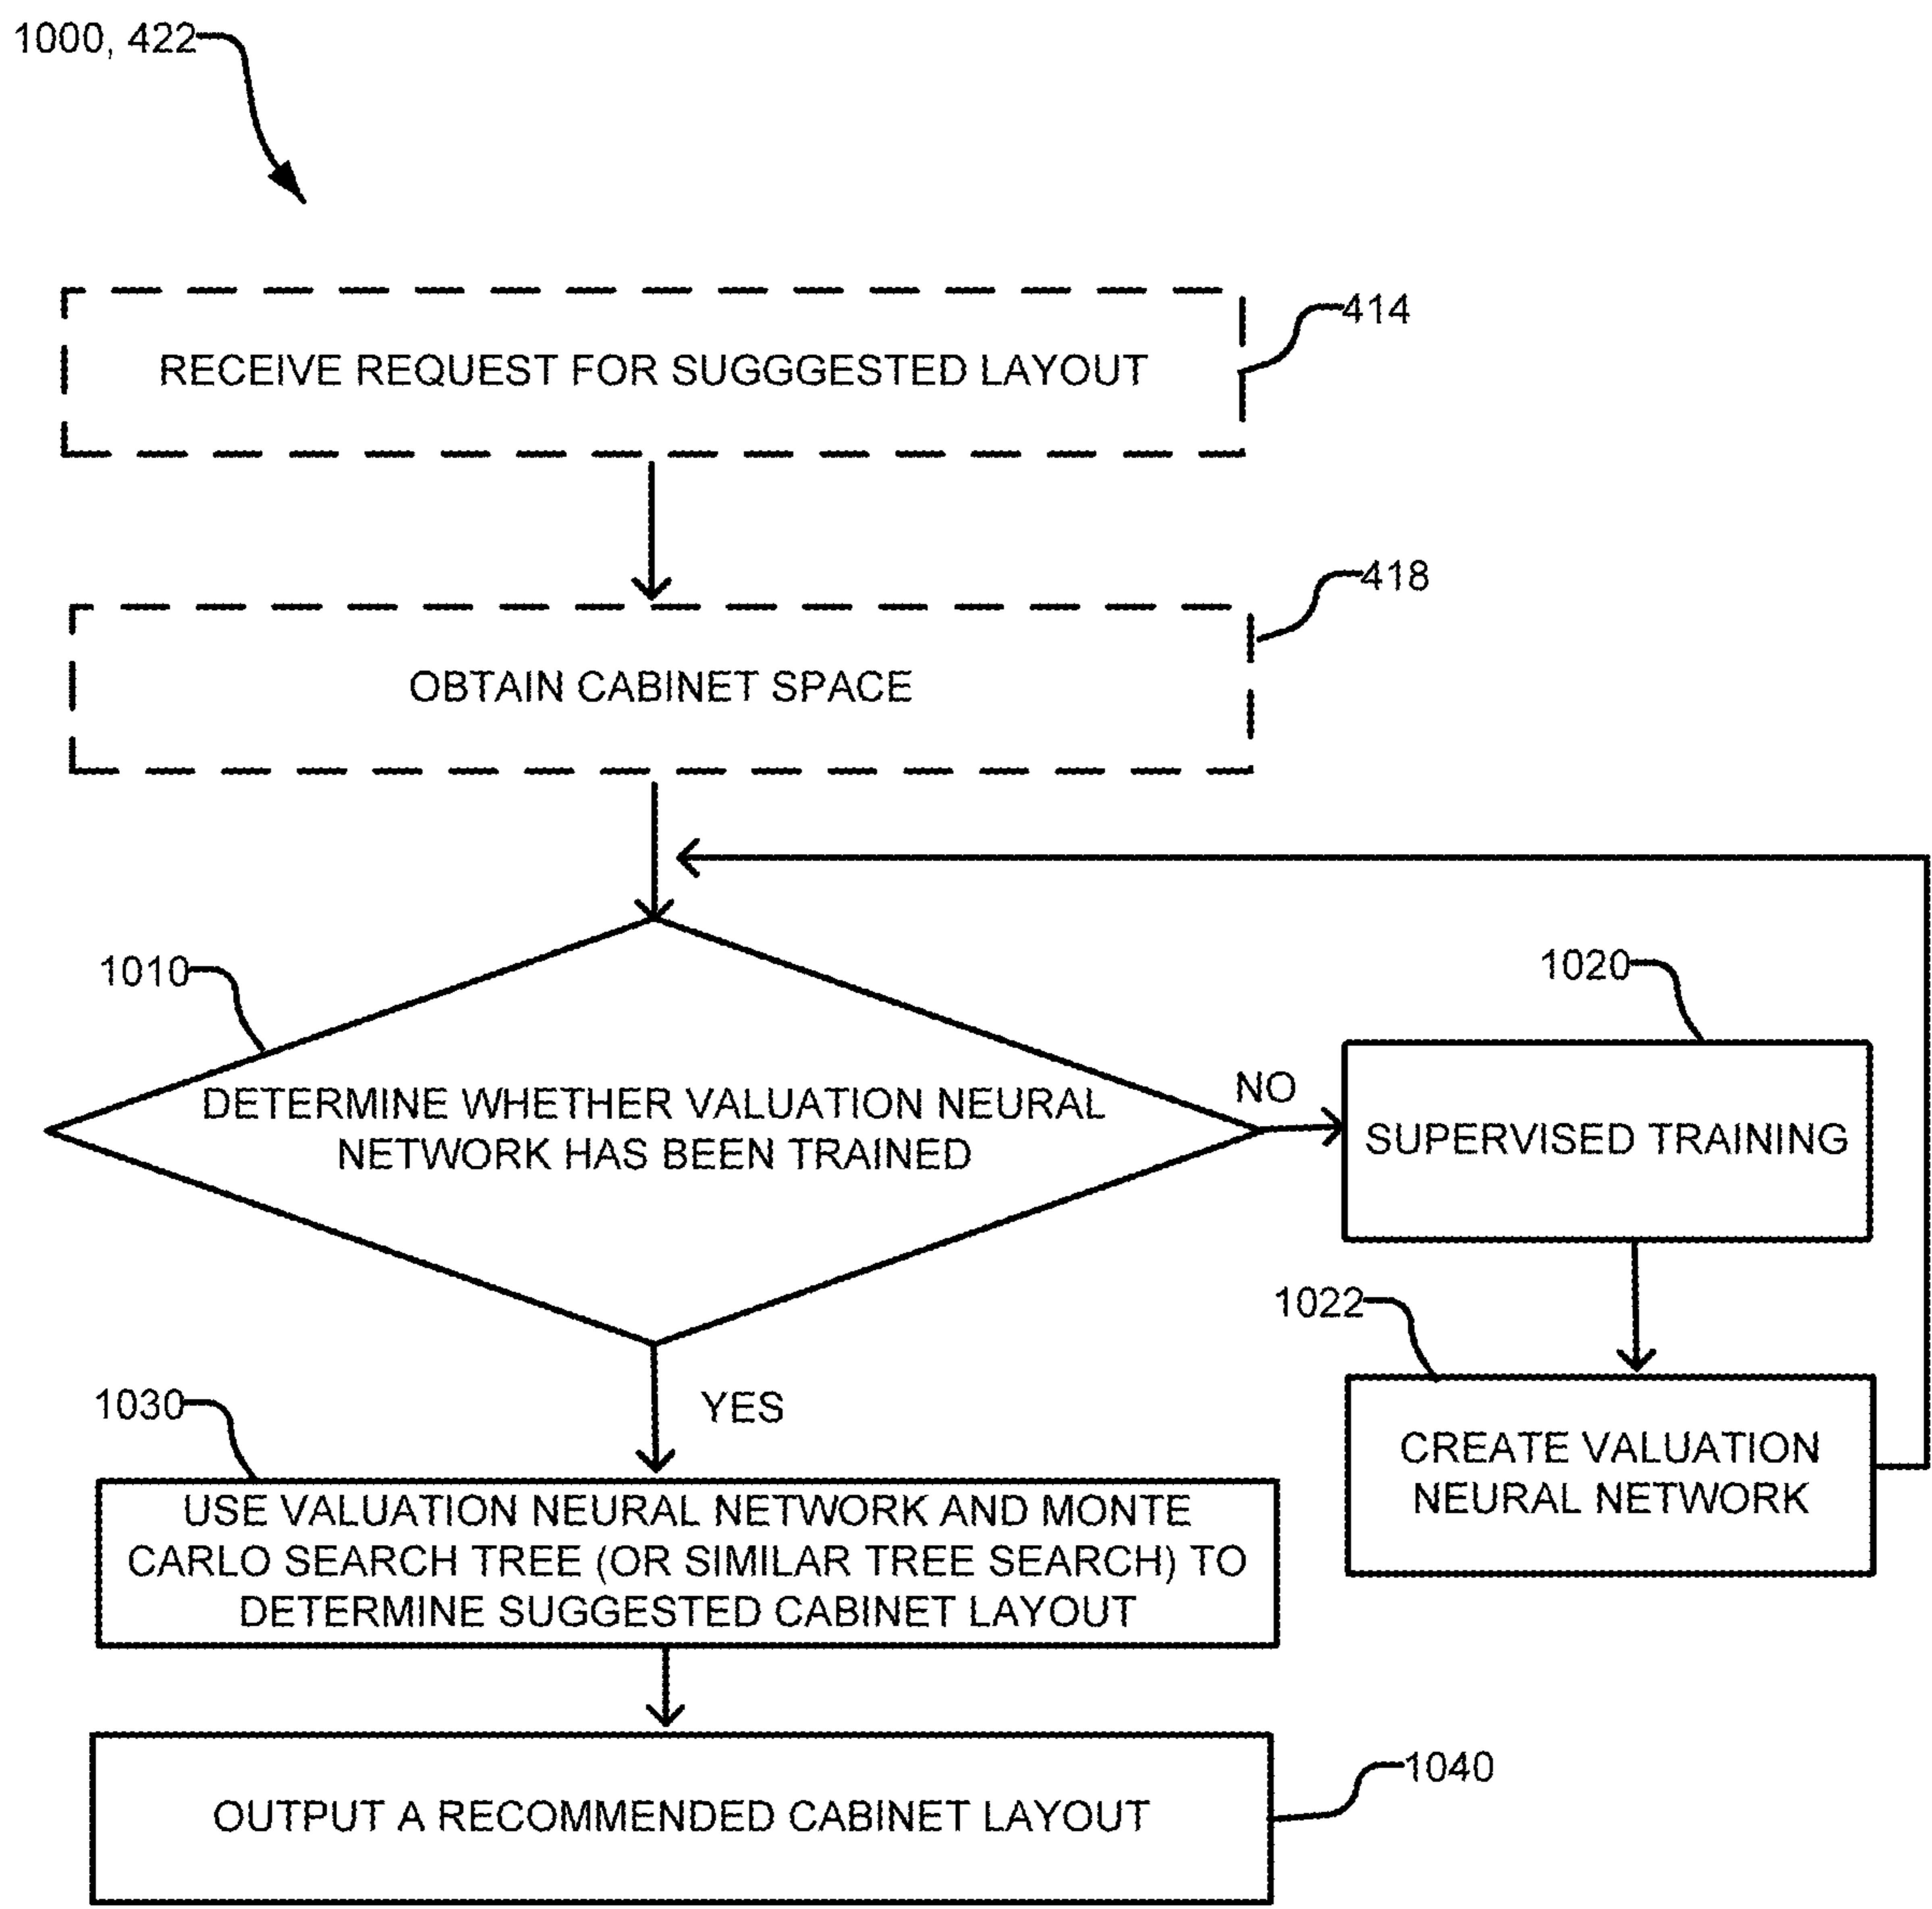 1000, 422
414
RECEIVE REQUEST FOR SUGGGESTED LAYOUT
418
OBTAIN CABINET SPACE
1010
DETERMINE WHETHER VALUATION NEURAL
NETWORK HAS BEEN TRAINED
NO
1020
SUPERVISED TRAINING
1022
CREATE VALUATION
NEURAL NETWORK
YES
1030
USE VALUATION NEURAL NETWORK AND MONTE
CARLO SEARCH TREE (OR SIMILAR TREE SEARCH) TO
DETERMINE SUGGESTED CABINET LAYOUT
1040
OUTPUT A RECOMMENDED CABINET LAYOUT